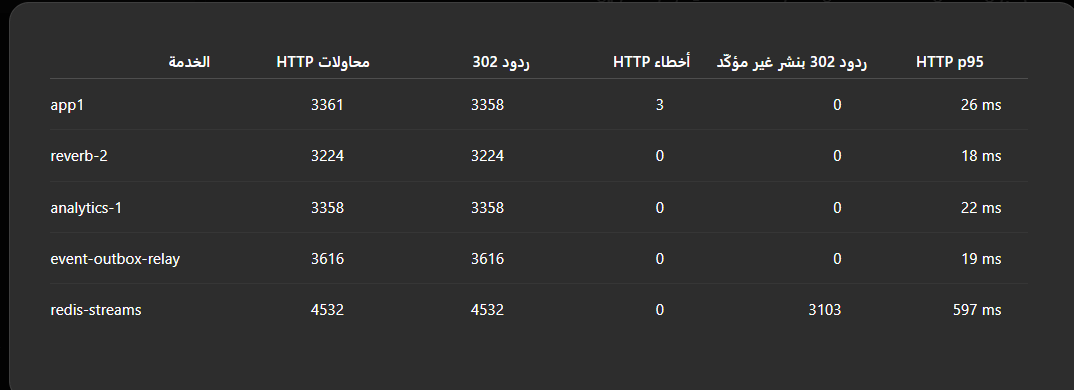 الخدمة محاولات HTTP ردود 302 أخطاء HTTP ردود 302 بنشر غير مؤكّد HTTP p95
app1 3361 3358 3 0 26 ms
reverb-2 3224 3224 0 0 18 ms
analytics-1 3358 3358 0 0 22 ms
event-outbox-relay 3616 3616 0 0 19 ms
redis-streams 4532 4532 0 3103 597 ms